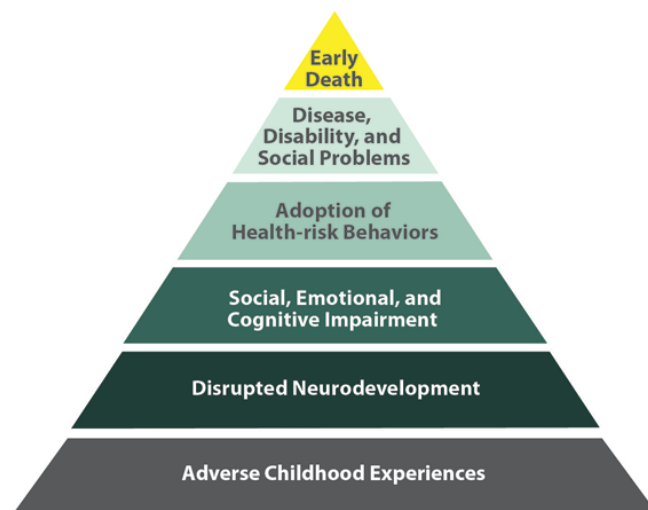 Early
Death
Disease,
Disability, and
Social Problems
Adoption of
Health-risk Behaviors
Social, Emotional, and
Cognitive Impairment
Disrupted Neurodevelopment
Adverse Childhood Experiences